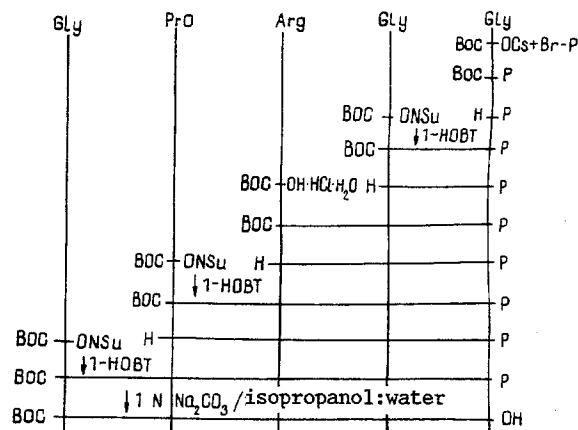 Gly Pro Arg Gly Gly
BOC OCs+Br-P
BOC P
BOC ONSu H P
↓1-HOBT
BOC P
BOC OH·HCl·H₂O H P
BOC P
BOC ONSu H P
↓1-HOBT
BOC P
BOC ONSu H P
↓1-HOBT
BOC P
↓1 N Na₂CO₃/isopropanol:water
BOC OH